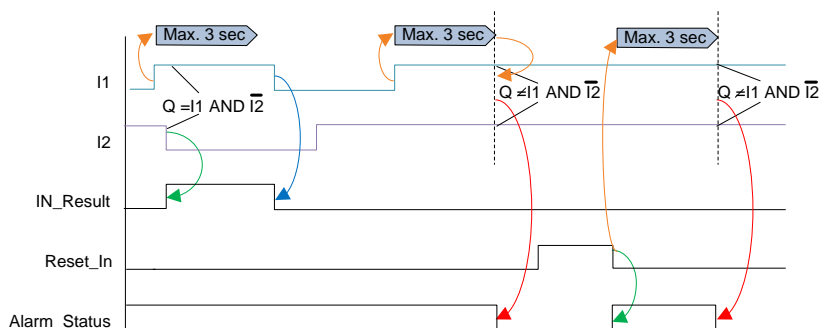 Max. 3 sec
Max. 3 sec
Max. 3 sec
I1
Q =I1 AND I2̅
Q ≠I1 AND I2̅
Q ≠I1 AND I2̅
I2
IN_Result
Reset_In
Alarm_Status